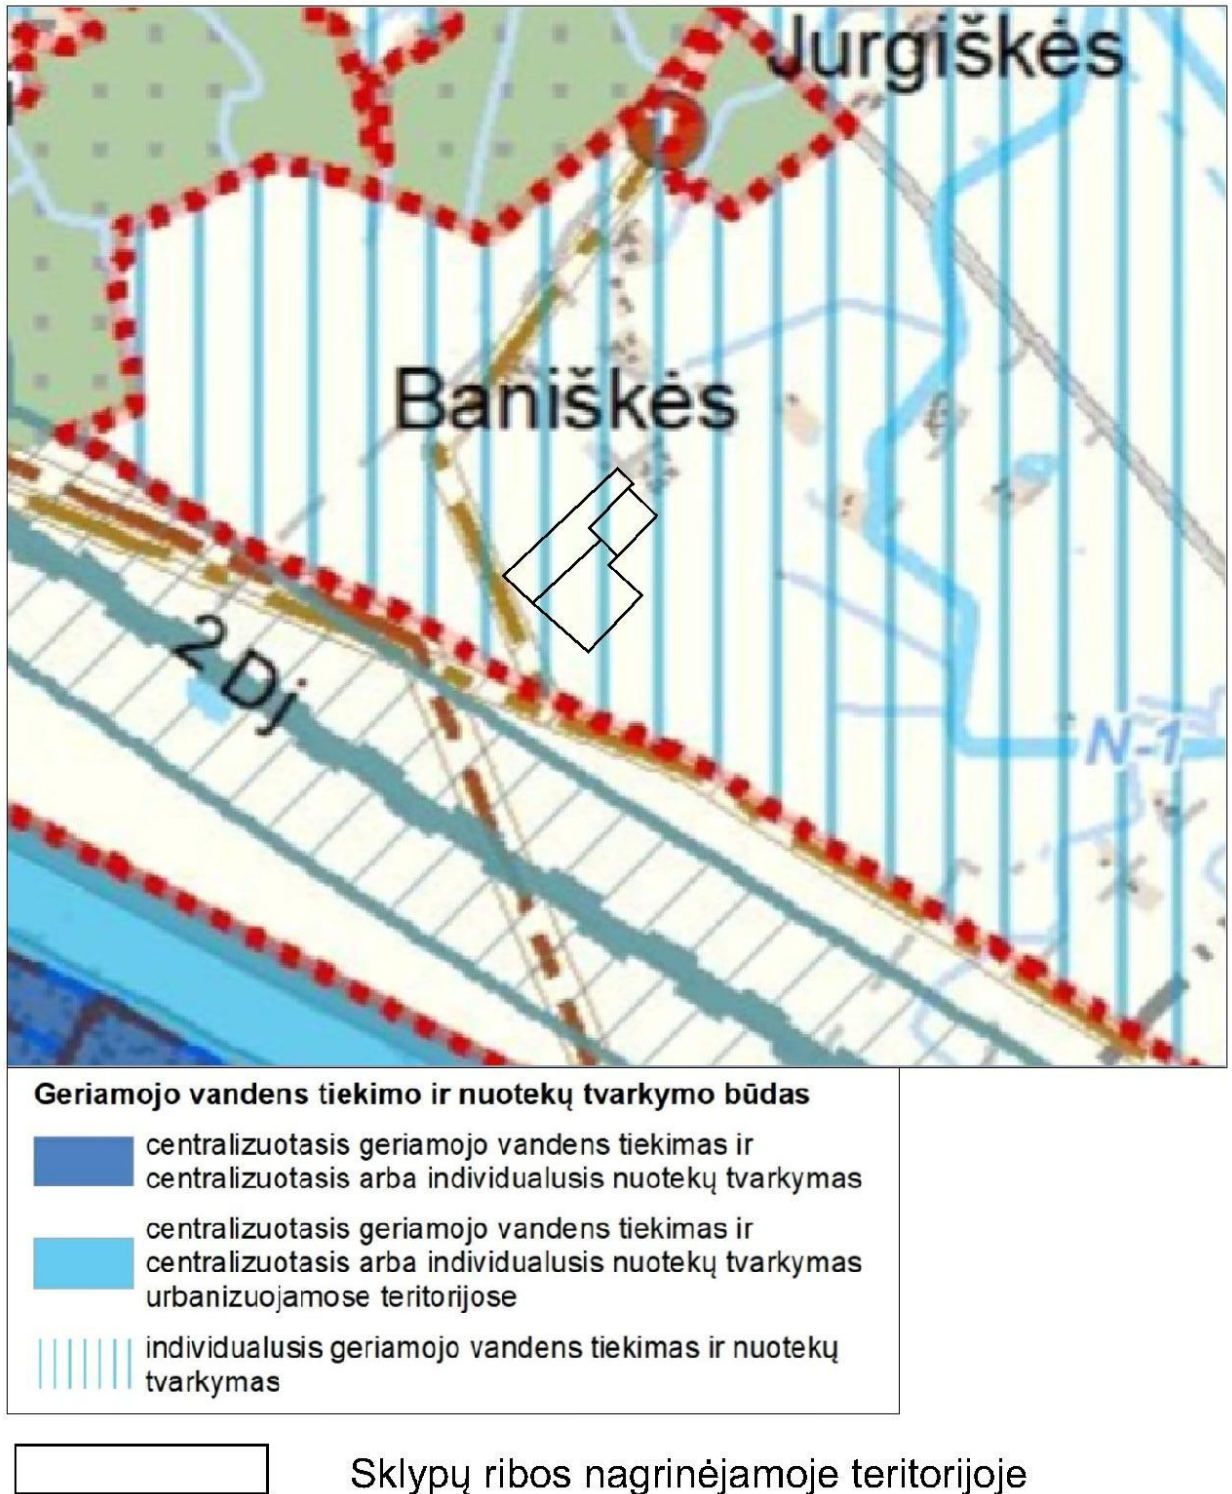 Jurgiškės
Baniškės
2 Dj
N-1
Geriamojo vandens tiekimo ir nuotekų tvarkymo būdas
centralizuotasis geriamojo vandens tiekimas ir
centralizuotasis arba individualusis nuotekų tvarkymas
centralizuotasis geriamojo vandens tiekimas ir
centralizuotasis arba individualusis nuotekų tvarkymas
urbanizuojamose teritorijose
individualusis geriamojo vandens tiekimas ir nuotekų
tvarkymas
Sklypų ribos nagrinėjamoje teritorijoje